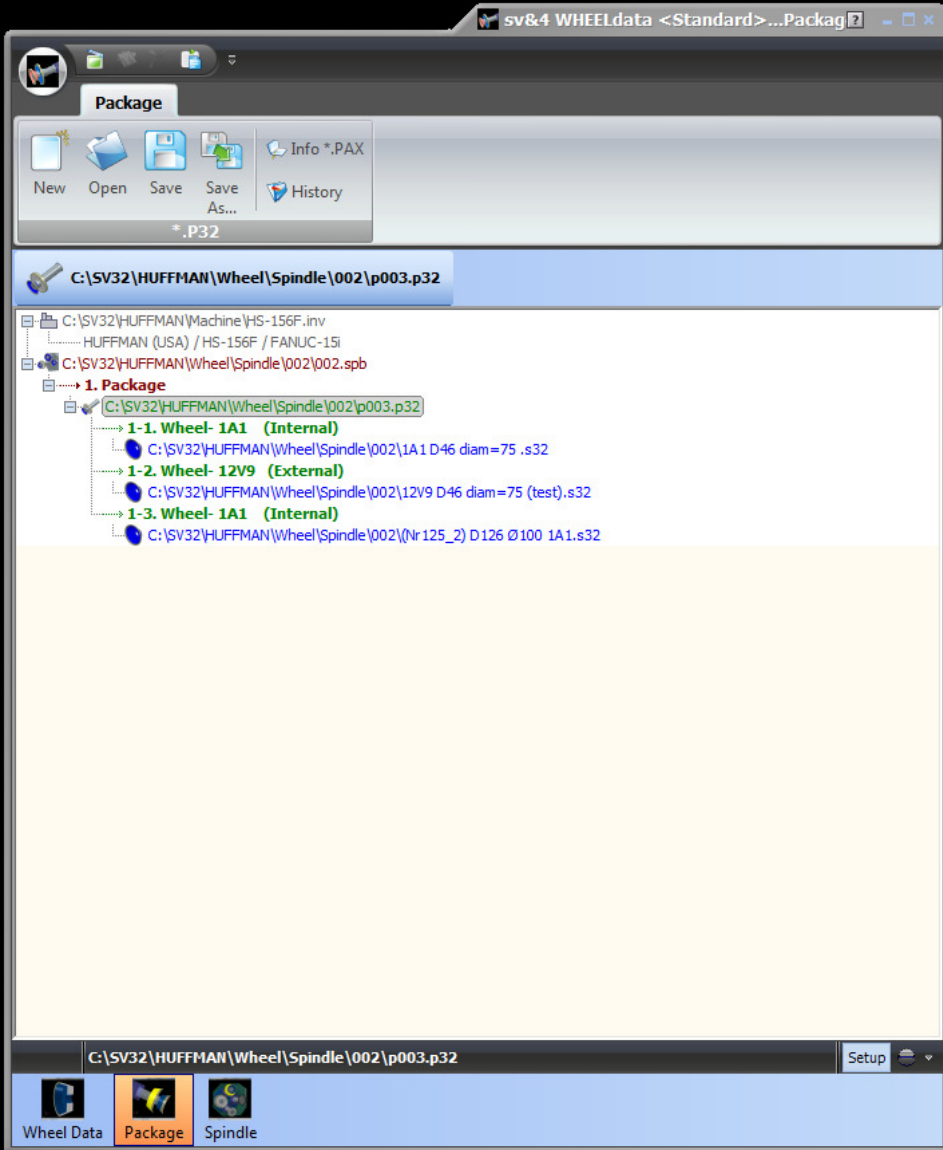 sv&4 WHEELdata <Standard>...Packag
Package
New
Open
Save
Save As...
Info *.PAX
History
*.P32
C:\SV32\HUFFMAN\Wheel\Spindle\002\p003.p32
C:\SV32\HUFFMAN\Machine\HS-156F.inv
HUFFMAN (USA) / HS-156F / FANUC-15i
C:\SV32\HUFFMAN\Wheel\Spindle\002\002.spb
1. Package
C:\SV32\HUFFMAN\Wheel\Spindle\002\p003.p32
1-1. Wheel- 1A1 (Internal)
C:\SV32\HUFFMAN\Wheel\Spindle\002\1A1 D46 diam=75 .s32
1-2. Wheel- 12V9 (External)
C:\SV32\HUFFMAN\Wheel\Spindle\002\12V9 D46 diam=75 (test).s32
1-3. Wheel- 1A1 (Internal)
C:\SV32\HUFFMAN\Wheel\Spindle\002\(Nr125_2) D126 Ø100 1A1.s32
C:\SV32\HUFFMAN\Wheel\Spindle\002\p003.p32
Setup
Wheel Data
Package
Spindle